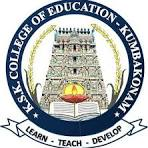 K.S.K. COLLEGE OF EDUCATION - KUMBAKONAM
LEARN - TEACH - DEVELOP